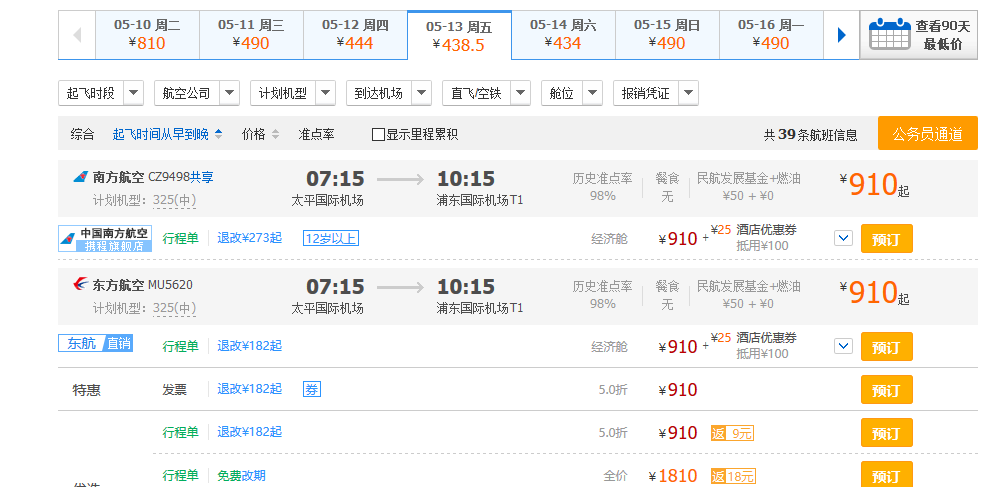 05-10 周二 05-11 周三 05-12 周四 05-13 周五 05-14 周六 05-15 周日 05-16 周一 查看90天
¥810 ¥490 ¥444 ¥438.5 ¥434 ¥490 ¥490 最低价
起飞时段 航空公司 计划机型 到达机场 直飞/空铁 舱位 报销凭证
综合 起飞时间从早到晚 价格 准点率 显示里程累积 共 39 条航班信息 公务员通道
南方航空 CZ9498共享 07:15 10:15 历史准点率 餐食 民航发展基金+燃油 ¥910起
计划机型: 325(中) 太平国际机场 浦东国际机场T1 98% 无 ¥50 + ¥0
中国南方航空 行程单 退改¥273起 12岁以上 经济舱 ¥910 + ¥25 酒店优惠券 预订
携程旗舰店 抵用¥100
东方航空 MU5620 07:15 10:15 历史准点率 餐食 民航发展基金+燃油 ¥910起
计划机型: 325(中) 太平国际机场 浦东国际机场T1 98% 无 ¥50 + ¥0
东航 直销 行程单 退改¥182起 经济舱 ¥910 + ¥25 酒店优惠券 预订
抵用¥100
特惠 发票 退改¥182起 券 5.0折 ¥910 预订
行程单 退改¥182起 5.0折 ¥910 返 9元 预订
行程单 免费改期 全价 ¥1810 返 18元 预订